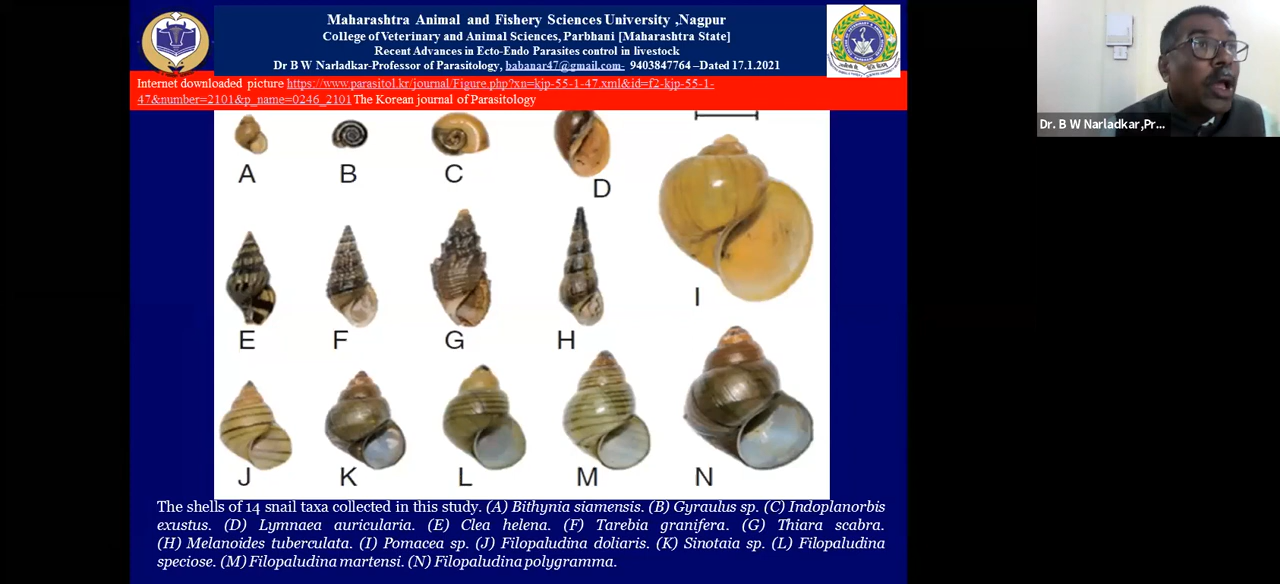 Maharashtra Animal and Fishery Sciences University ,Nagpur
College of Veterinary and Animal Sciences, Parbhani [Maharashtra State]
Recent Advances in Ecto-Endo Parasites control in livestock
Dr B W Narladkar-Professor of Parasitology, babanar47@gmail.com- 9403847764 –Dated 17.1.2021
Internet downloaded picture https://www.parasitol.kr/journal/Figure.php?xn=kjp-55-1-47.xml&id=f2-kjp-55-1-
47&number=2101&p_name=0246_2101 The Korean journal of Parasitology
Dr. B W Narladkar,Pr...
A B C D
I
E F G H
J K L M N
The shells of 14 snail taxa collected in this study. (A) Bithynia siamensis. (B) Gyraulus sp. (C) Indoplanorbis
exustus. (D) Lymnaea auricularia. (E) Clea helena. (F) Tarebia granifera. (G) Thiara scabra.
(H) Melanoides tuberculata. (I) Pomacea sp. (J) Filopaludina doliaris. (K) Sinotaia sp. (L) Filopaludina
speciose. (M) Filopaludina martensi. (N) Filopaludina polygramma.